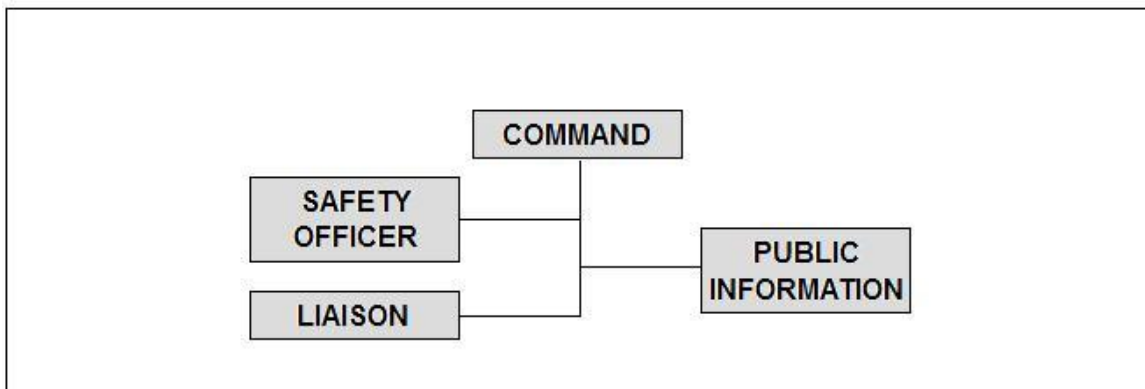 COMMAND
SAFETY
OFFICER
PUBLIC
INFORMATION
LIAISON